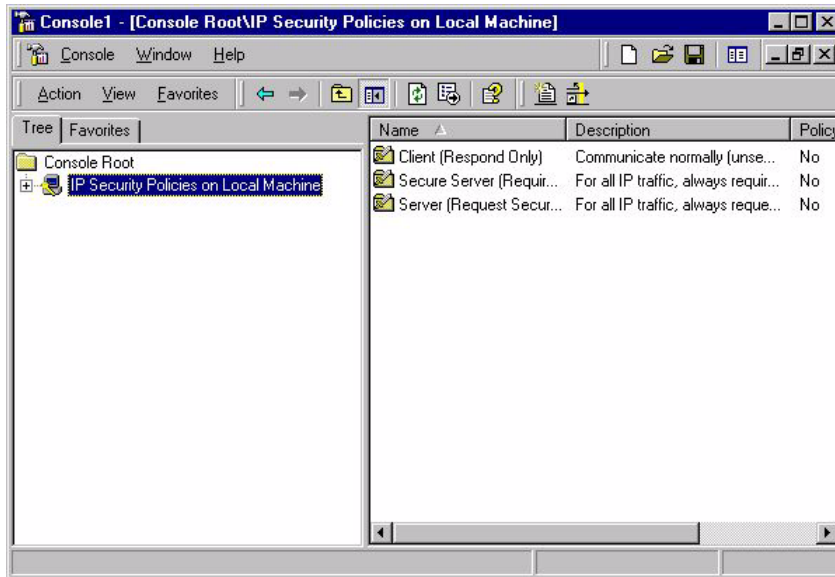 Console1 - [Console Root\IP Security Policies on Local Machine]
Console Window Help
Action View Favorites
Tree Favorites
Name Description Policy
Console Root
IP Security Policies on Local Machine
Client (Respond Only) Communicate normally (unse... No
Secure Server (Requir... For all IP traffic, always requir... No
Server (Request Secur... For all IP traffic, always reque... No